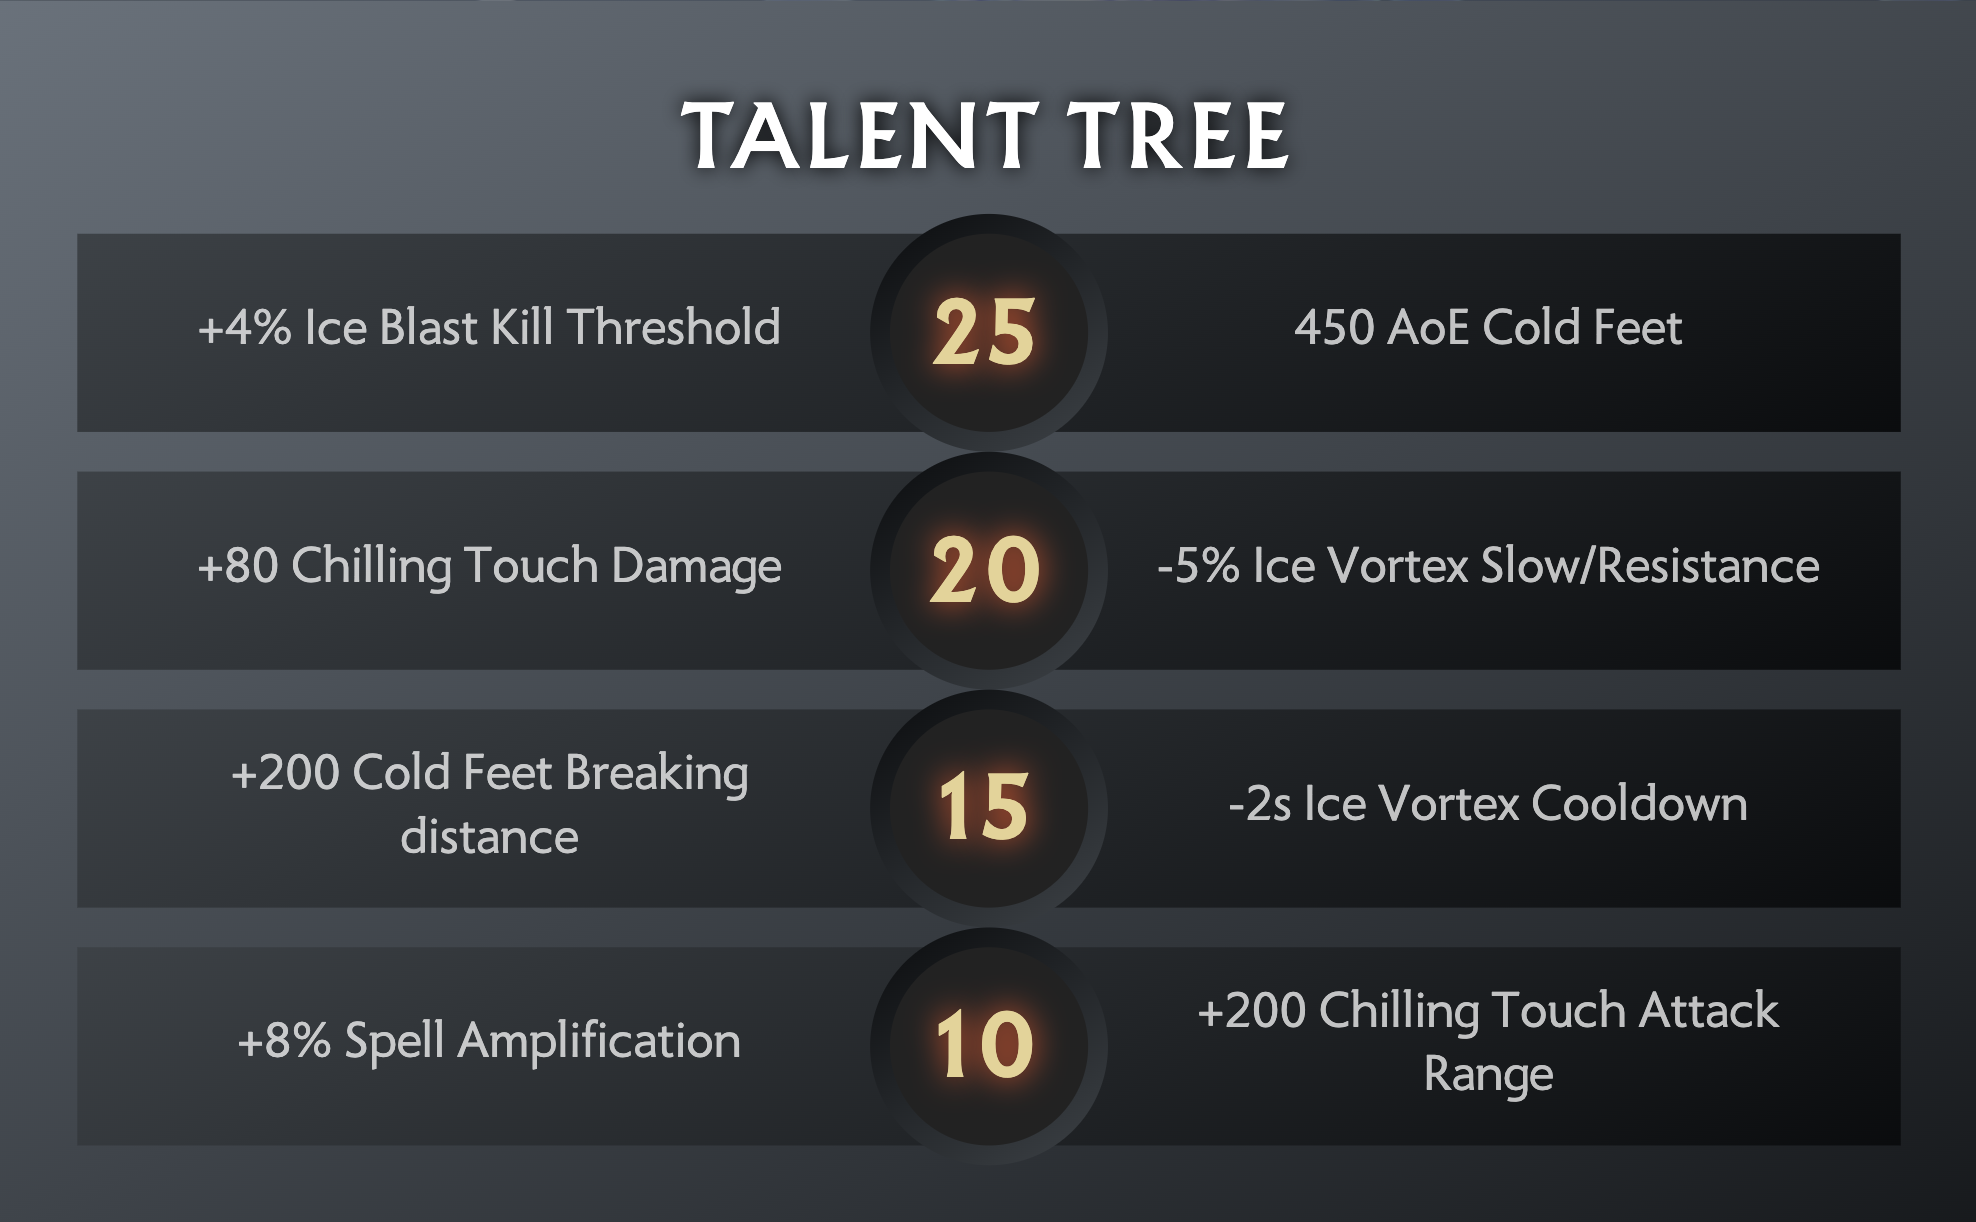 TALENT TREE
+4% Ice Blast Kill Threshold
25
450 AoE Cold Feet
+80 Chilling Touch Damage
20
-5% Ice Vortex Slow/Resistance
+200 Cold Feet Breaking
distance
15
-2s Ice Vortex Cooldown
+8% Spell Amplification
10
+200 Chilling Touch Attack
Range